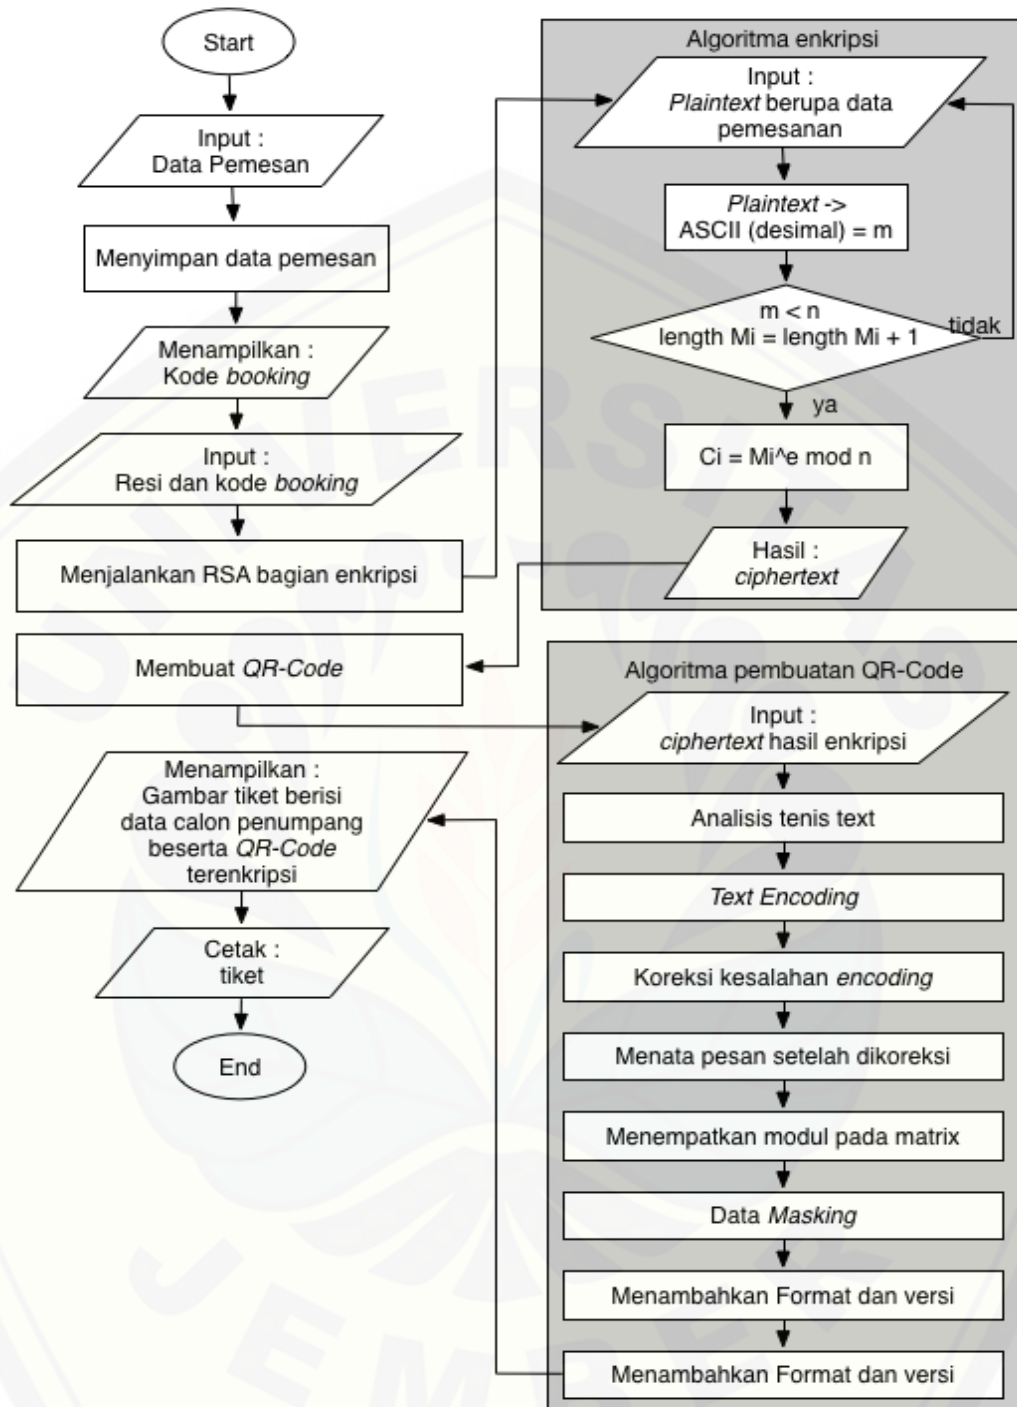 Start
Input :
Data Pemesan
Menyimpan data pemesan
Menampilkan :
Kode booking
Input :
Resi dan kode booking
Menjalankan RSA bagian enkripsi
Membuat QR-Code
Menampilkan :
Gambar tiket berisi
data calon penumpang
beserta QR-Code
terenkripsi
Cetak :
tiket
End
Algoritma enkripsi
Input :
Plaintext berupa data
pemesanan
Plaintext ->
ASCII (desimal) = m
m < n
length Mi = length Mi + 1
tidak
ya
Ci = Mi^e mod n
Hasil :
ciphertext
Algoritma pembuatan QR-Code
Input :
ciphertext hasil enkripsi
Analisis tenis text
Text Encoding
Koreksi kesalahan encoding
Menata pesan setelah dikoreksi
Menempatkan modul pada matrix
Data Masking
Menambahkan Format dan versi
Menambahkan Format dan versi
UNIVERSITAS
JEMBER